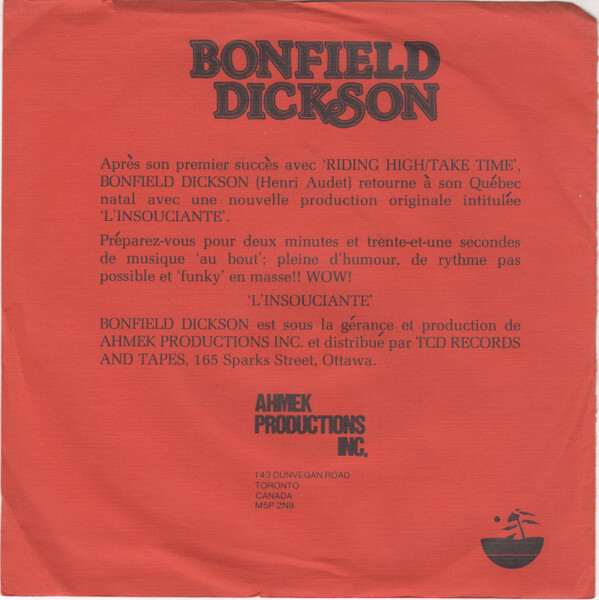 BONFIELD
DICKSON
Après son premier succès avec ‘RIDING HIGH/TAKE TIME’,
BONFIELD DICKSON (Henri Audet) retourne à son Québec
natal avec une nouvelle production originale intitulée
‘L’INSOUCIANTE’.
Préparez-vous pour deux minutes et trente-et-une secondes
de musique ‘au bout’; pleine d’humour, de rythme pas
possible et ‘funky’ en masse!! WOW!
‘L’INSOUCIANTE’
BONFIELD DICKSON est sous la gérançe et production de
AHMEK PRODUCTIONS INC. et distribué par TCD RECORDS
AND TAPES, 165 Sparks Street, Ottawa.
AHMEK
PRODUCTIONS
INC,
143 DUNVEGAN ROAD
TORONTO
CANADA
M5P 2N8